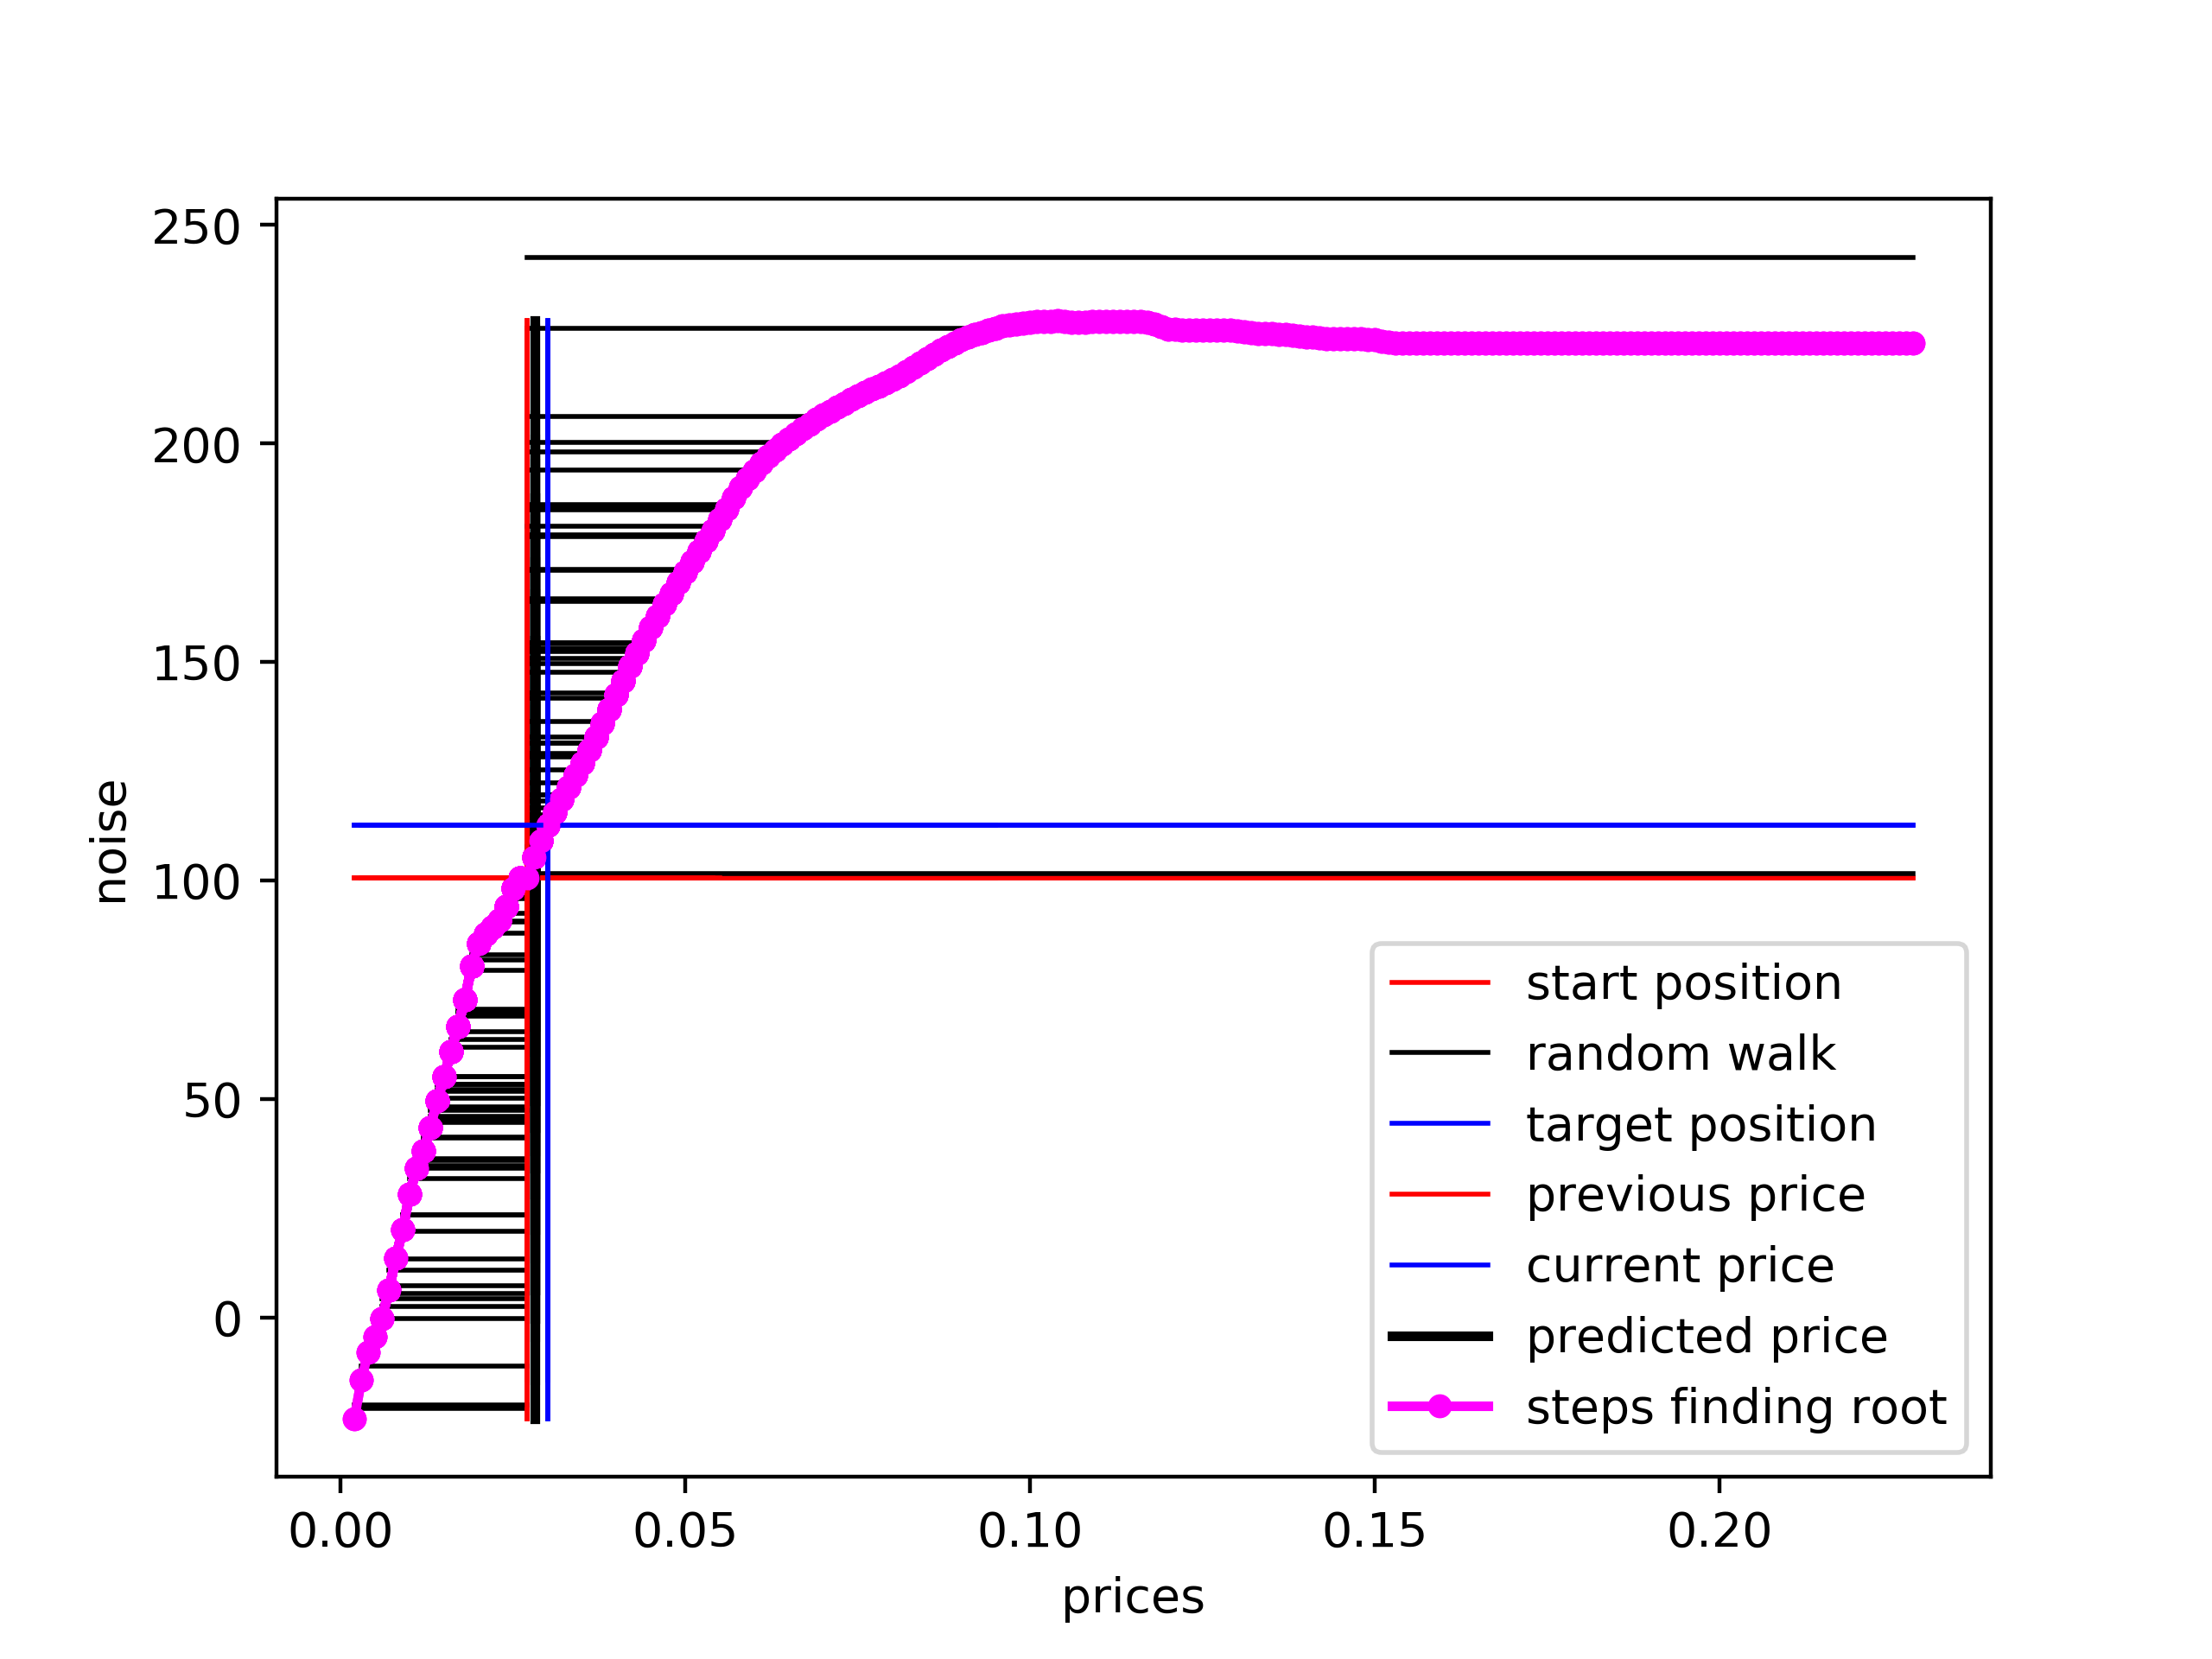 250
200
150
100
50
0
noise
0.00 0.05 0.10 0.15 0.20
prices
start position
random walk
target position
previous price
current price
predicted price
steps finding root